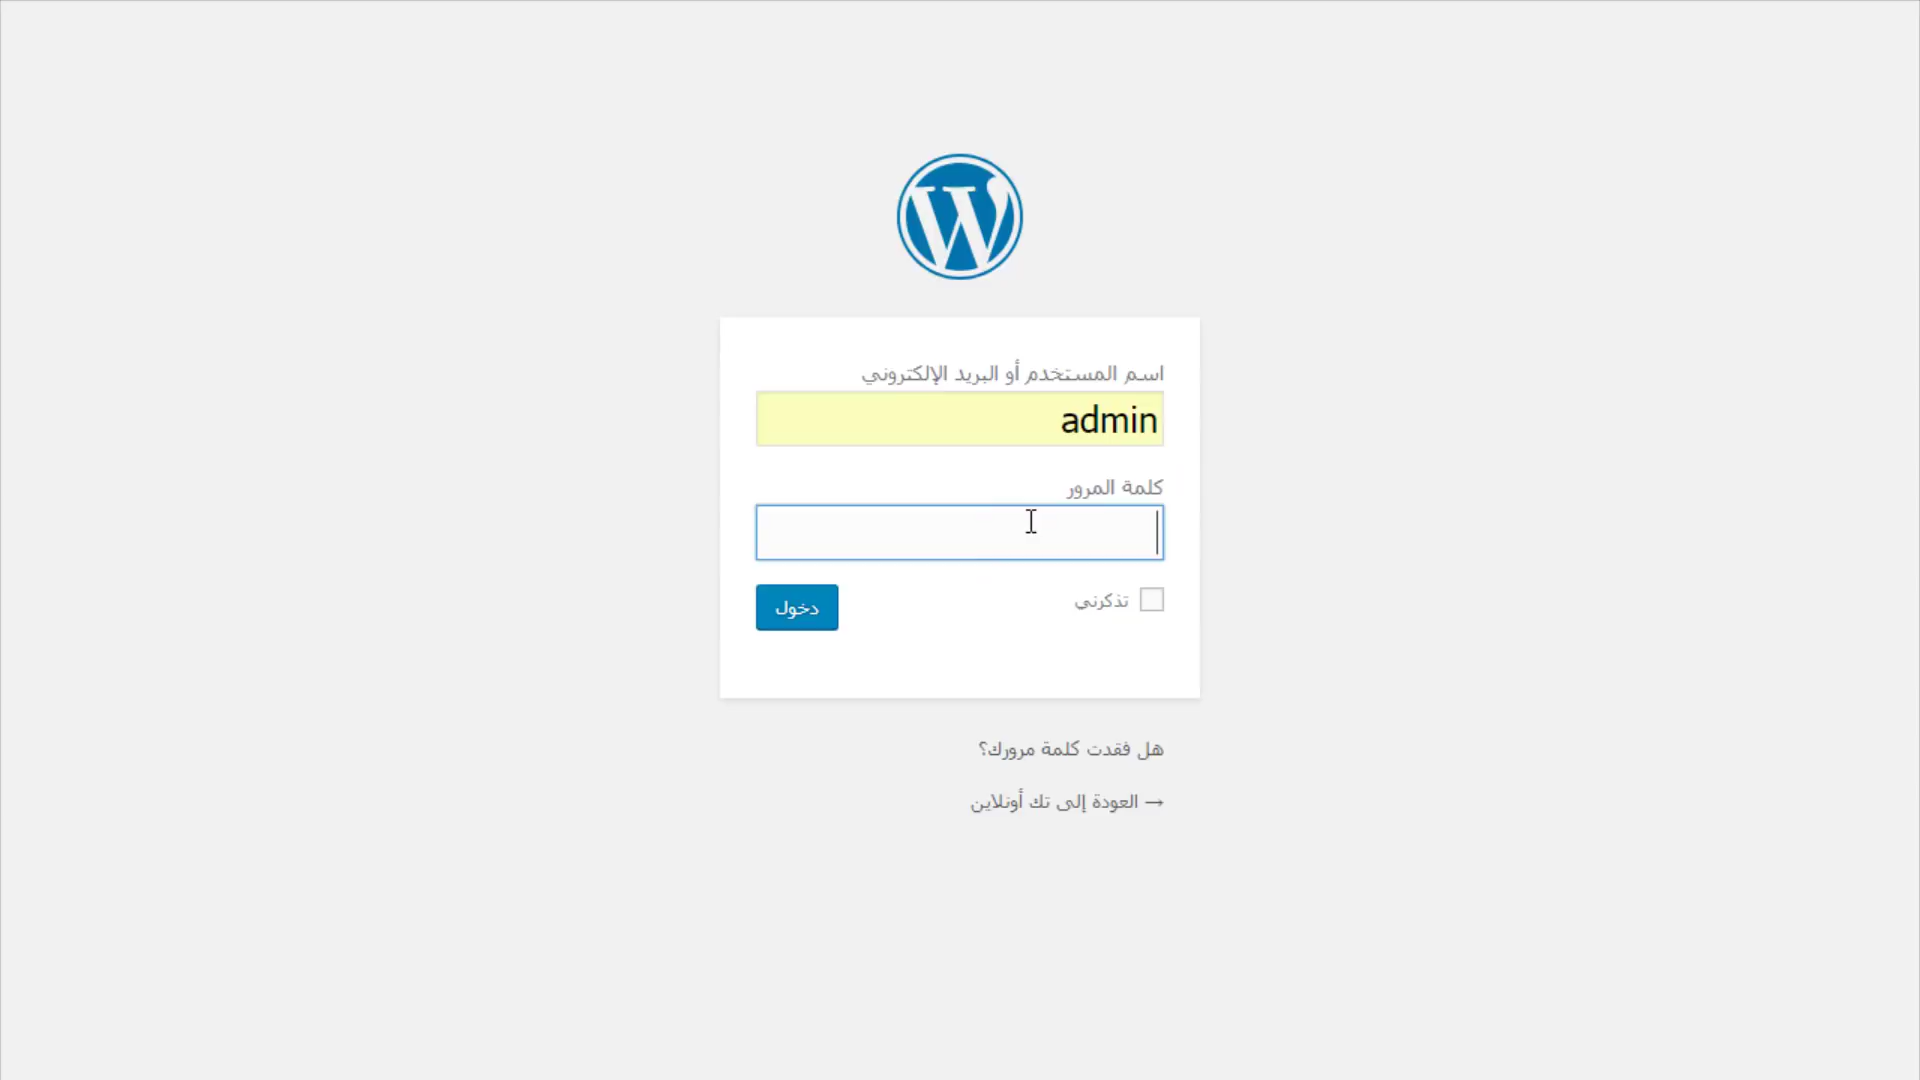 اسم المستخدم أو البريد الإلكتروني
admin
كلمة المرور
تذكرني
دخول
هل فقدت كلمة مرورك؟
→ العودة إلى تك أونلاين